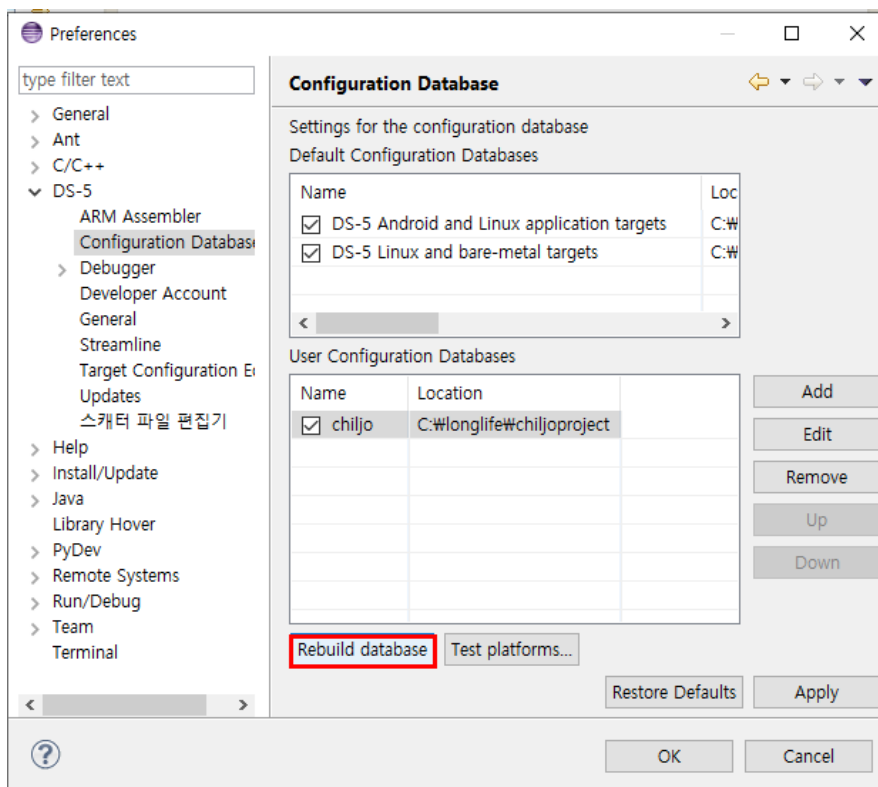 Preferences
type filter text
General
Ant
C/C++
DS-5
ARM Assembler
Configuration Databas
Debugger
Developer Account
General
Streamline
Target Configuration E
Updates
스캐터 파일 편집기
Help
Install/Update
Java
Library Hover
PyDev
Remote Systems
Run/Debug
Team
Terminal
Configuration Database
Settings for the configuration database
Default Configuration Databases
Name Loc
DS-5 Android and Linux application targets C:₩
DS-5 Linux and bare-metal targets C:₩
User Configuration Databases
Name Location
chiljo C:₩longlife₩chiljoproject
Add
Edit
Remove
Up
Down
Rebuild database Test platforms...
Restore Defaults Apply
? OK Cancel